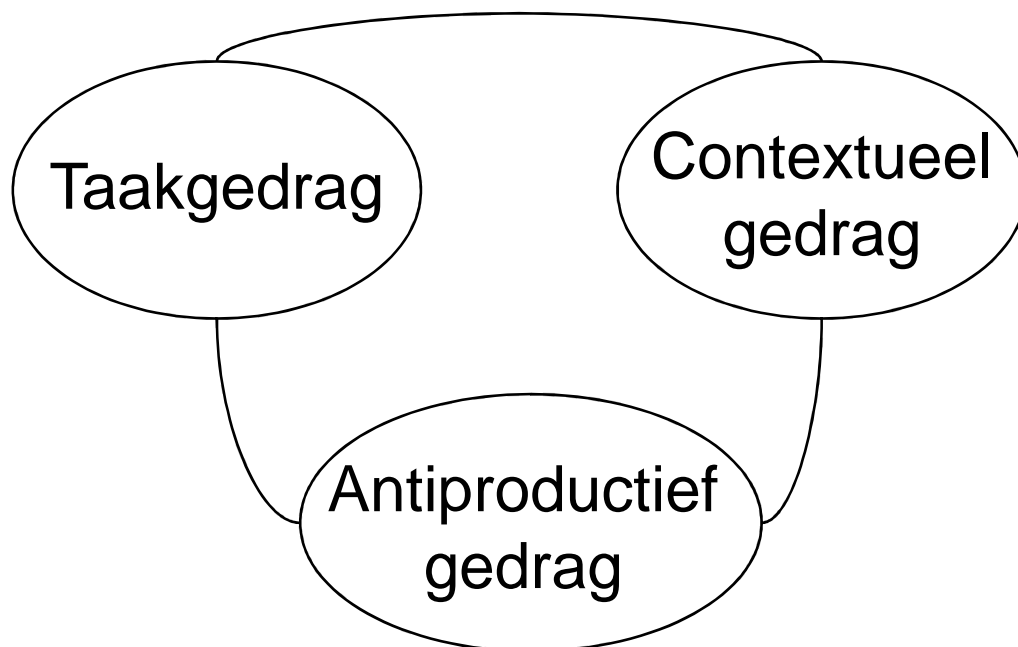 Taakgedrag
Contextueel
gedrag
Antiproductief
gedrag